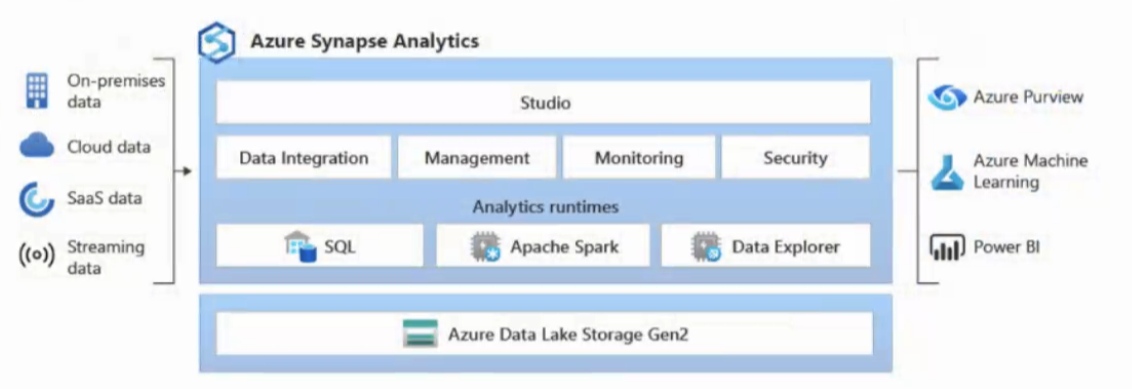 Azure Synapse Analytics
On-premises
data
Cloud data
SaaS data
Streaming
data
Studio
Data Integration
Management
Monitoring
Security
Analytics runtimes
SQL
Apache Spark
Data Explorer
Azure Data Lake Storage Gen2
Azure Purview
Azure Machine
Learning
Power BI